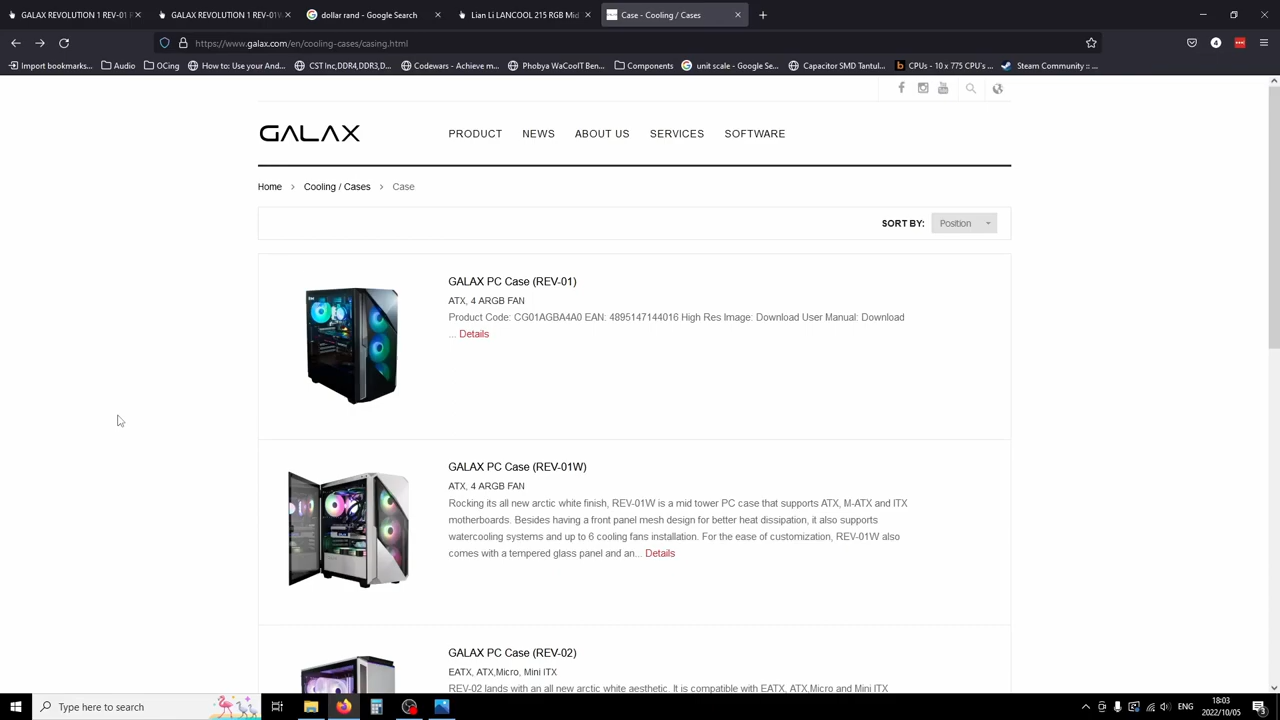 GALAX REVOLUTION 1 REV-01 F
GALAX REVOLUTION 1 REV-01W
dollar rand - Google Search
Lian Li LANCOOL 215 RGB Mid
Case - Cooling / Cases
https://www.galax.com/en/cooling-cases/casing.html
Import bookmarks...
Audio
OCing
How to: Use your And...
CST Inc,DDR4,DDR3,D...
Codewars - Achieve m...
Phobya WaCoolT Ben...
Components
unit scale - Google Se...
Capacitor SMD Tantul...
CPUs - 10 x 775 CPU's ...
Steam Community :: ...
GALAX
PRODUCT NEWS ABOUT US SERVICES SOFTWARE
Home > Cooling / Cases > Case
SORT BY: Position
GALAX PC Case (REV-01)
ATX, 4 ARGB FAN
Product Code: CG01AGBA4A0 EAN: 4895147144016 High Res Image: Download User Manual: Download
... Details
GALAX PC Case (REV-01W)
ATX, 4 ARGB FAN
Rocking its all new arctic white finish, REV-01W is a mid tower PC case that supports ATX, M-ATX and ITX
motherboards. Besides having a front panel mesh design for better heat dissipation, it also supports
watercooling systems and up to 6 cooling fans installation. For the ease of customization, REV-01W also
comes with a tempered glass panel and an... Details
GALAX PC Case (REV-02)
EATX, ATX,Micro, Mini ITX
REV-02 lands with an all new arctic white aesthetic. It is compatible with EATX, ATX,Micro and Mini ITX
Type here to search
ENG
18:03
2022/10/05
3